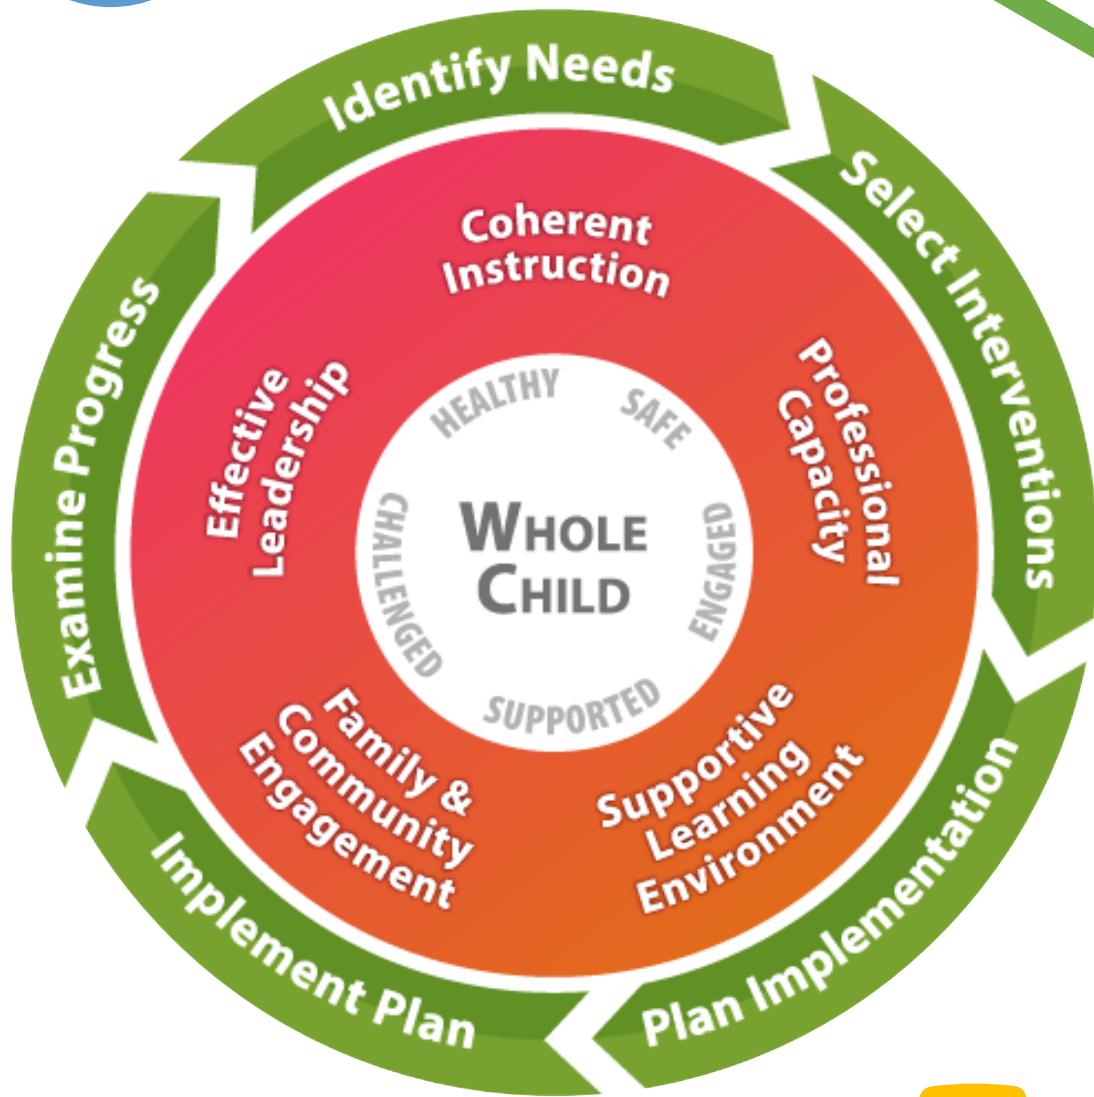 Identify Needs
Select Interventions
Plan Implementation
Implement Plan
Examine Progress
Coherent
Instruction
Professional
Capacity
Supportive
Learning
Environment
Family &
Community
Engagement
Effective
Leadership
HEALTHY
SAFE
ENGAGED
SUPPORTED
CHALLENGED
WHOLE
CHILD